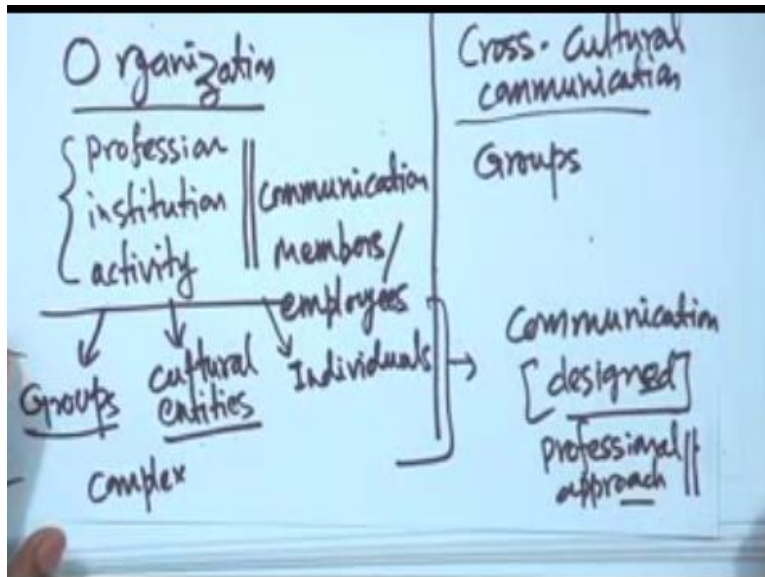 Organization
profession
institution
activity
communication
members/
employees
Groups
cultural
entities
Individuals
complex
Cross-Cultural
communication
Groups
communication
[designed]
professional
approach